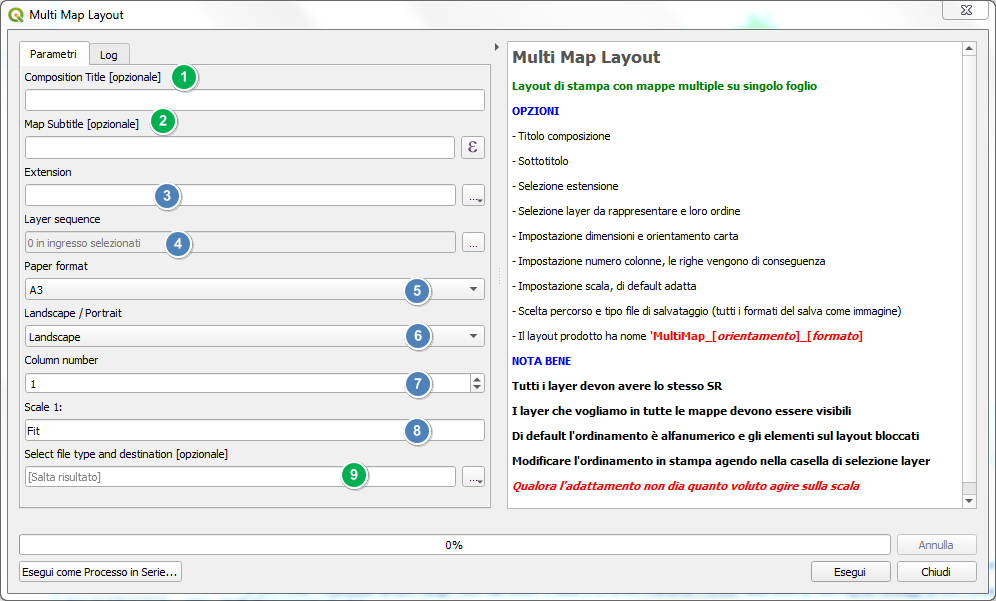 Multi Map Layout
Parametri
Log
Composition Title [opzionale]
1
Map Subtitle [opzionale]
2
ε
Extension
3
...
Layer sequence
0 in ingresso selezionati
4
...
Paper format
A3
5
Landscape / Portrait
Landscape
6
Column number
1
7
Scale 1:
Fit
8
Select file type and destination [opzionale]
[Salta risultato]
9
...
Multi Map Layout
Layout di stampa con mappe multiple su singolo foglio
OPZIONI
- Titolo composizione
- Sottotitolo
- Selezione estensione
- Selezione layer da rappresentare e loro ordine
- Impostazione dimensioni e orientamento carta
- Impostazione numero colonne, le righe vengono di conseguenza
- Impostazione scala, di default adatta
- Scelta percorso e tipo file di salvataggio (tutti i formati del salva come immagine)
- Il layout prodotto ha nome 'MultiMap_[orientamento]_[formato]
NOTA BENE
Tutti i layer devon avere lo stesso SR
I layer che vogliamo in tutte le mappe devono essere visibili
Di default l'ordinamento è alfanumerico e gli elementi sul layout bloccati
Modificare l'ordinamento in stampa agendo nella casella di selezione layer
Qualora l'adattamento non dia quanto voluto agire sulla scala
0%
Annulla
Esegui come Processo in Serie...
Esegui
Chiudi